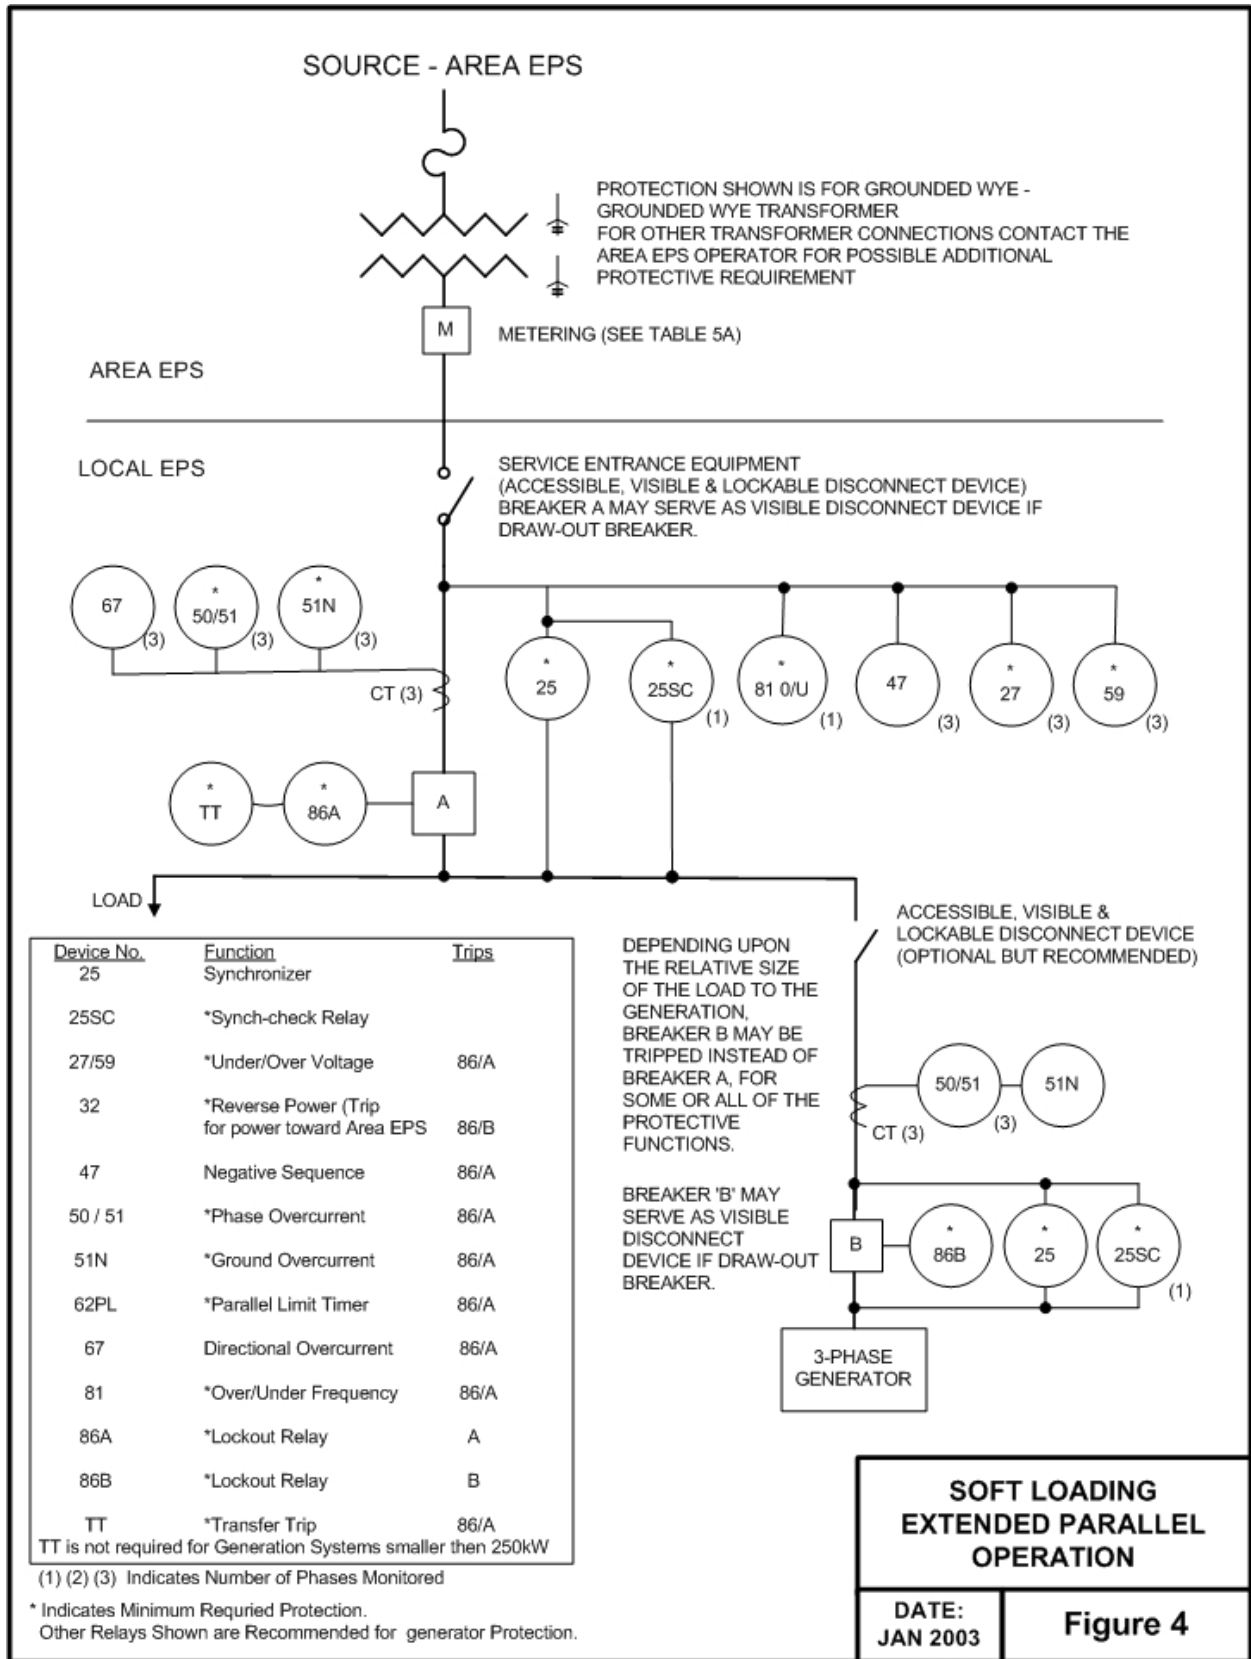 SOURCE - AREA EPS
PROTECTION SHOWN IS FOR GROUNDED WYE -
GROUNDED WYE TRANSFORMER
FOR OTHER TRANSFORMER CONNECTIONS CONTACT THE
AREA EPS OPERATOR FOR POSSIBLE ADDITIONAL
PROTECTIVE REQUIREMENT
M
METERING (SEE TABLE 5A)
AREA EPS
LOCAL EPS
SERVICE ENTRANCE EQUIPMENT
(ACCESSIBLE, VISIBLE & LOCKABLE DISCONNECT DEVICE)
BREAKER A MAY SERVE AS VISIBLE DISCONNECT DEVICE IF
DRAW-OUT BREAKER.
67
(3)
*
50/51
(3)
*
51N
(3)
CT (3)
*
25
*
25SC
(1)
*
81 0/U
(1)
47
(3)
*
27
(3)
*
59
(3)
*
TT
*
86A
A
LOAD
Device No. Function Trips
25 Synchronizer
25SC *Synch-check Relay
27/59 *Under/Over Voltage 86/A
32 *Reverse Power (Trip
for power toward Area EPS 86/B
47 Negative Sequence 86/A
50 / 51 *Phase Overcurrent 86/A
51N *Ground Overcurrent 86/A
62PL *Parallel Limit Timer 86/A
67 Directional Overcurrent 86/A
81 *Over/Under Frequency 86/A
86A *Lockout Relay A
86B *Lockout Relay B
TT *Transfer Trip 86/A
TT is not required for Generation Systems smaller then 250kW
(1) (2) (3) Indicates Number of Phases Monitored
* Indicates Minimum Requried Protection.
Other Relays Shown are Recommended for generator Protection.
DEPENDING UPON
THE RELATIVE SIZE
OF THE LOAD TO THE
GENERATION,
BREAKER B MAY BE
TRIPPED INSTEAD OF
BREAKER A, FOR
SOME OR ALL OF THE
PROTECTIVE
FUNCTIONS.
BREAKER 'B' MAY
SERVE AS VISIBLE
DISCONNECT
DEVICE IF DRAW-OUT
BREAKER.
ACCESSIBLE, VISIBLE &
LOCKABLE DISCONNECT DEVICE
(OPTIONAL BUT RECOMMENDED)
50/51
(3)
51N
CT (3)
B
*
86B
*
25
*
25SC
(1)
3-PHASE
GENERATOR
SOFT LOADING
EXTENDED PARALLEL
OPERATION
DATE:
JAN 2003
Figure 4